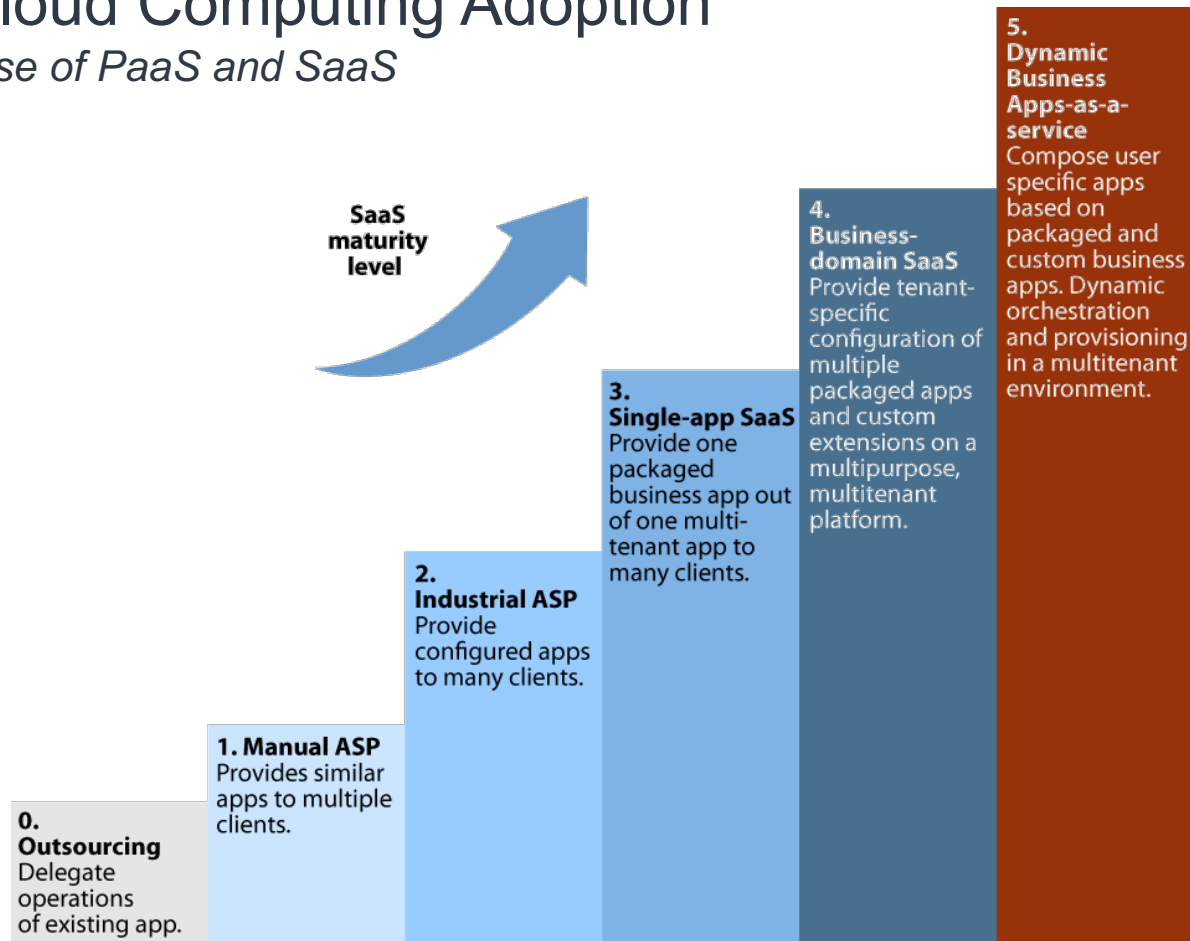 loud Computing Adoption
se of PaaS and SaaS
SaaS
maturity
level
0.
Outsourcing
Delegate
operations
of existing app.
1. Manual ASP
Provides similar
apps to multiple
clients.
2.
Industrial ASP
Provide
configured apps
to many clients.
3.
Single-app SaaS
Provide one
packaged
business app out
of one multi-
tenant app to
many clients.
4.
Business-
domain SaaS
Provide tenant-
specific
configuration of
multiple
packaged apps
and custom
extensions on a
multipurpose,
multitenant
platform.
5.
Dynamic
Business
Apps-as-a-
service
Compose user
specific apps
based on
packaged and
custom business
apps. Dynamic
orchestration
and provisioning
in a multitenant
environment.